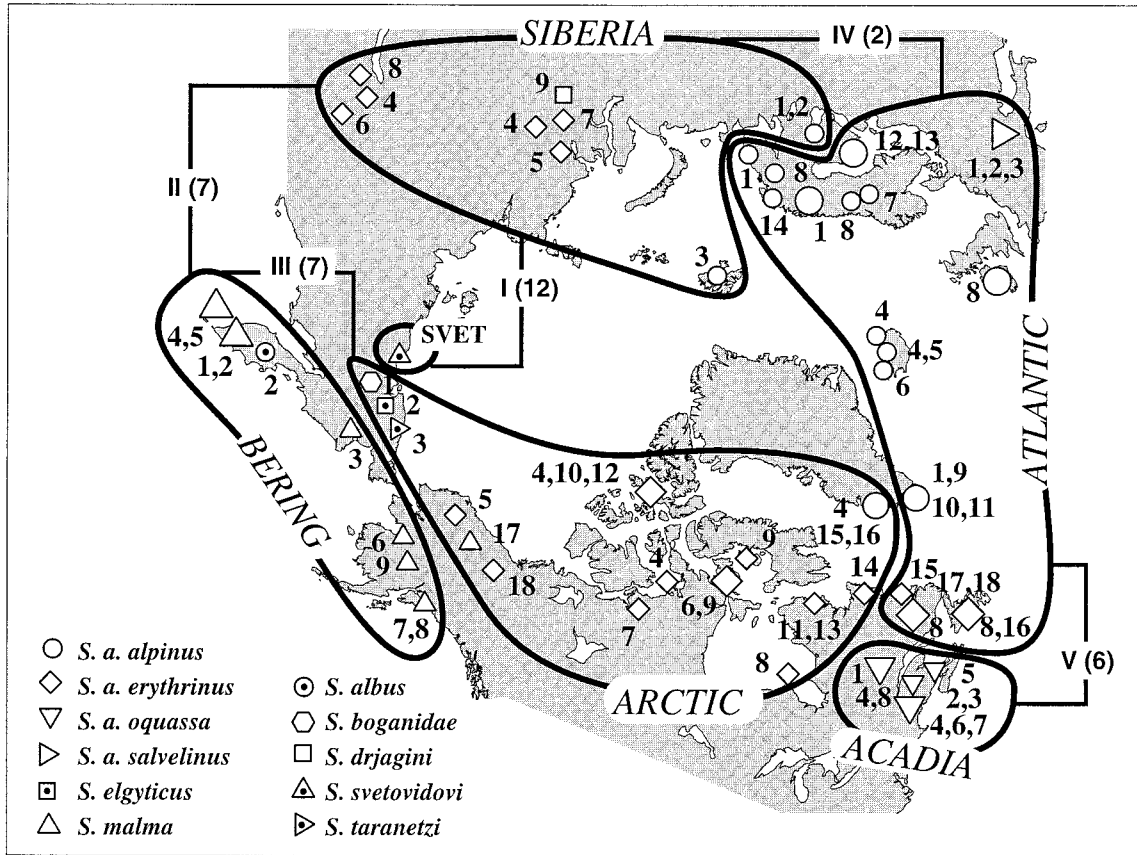 SIBERIA
IV (2)
8
4
6
9
4
7
5
1,2
12,13
1,2,3
1
8
14
1
8
7
II (7)
III (7)
I (12)
3
8
SVET
4
4,5
6
4,5
1,2
2
1
2
3
3
BERING
ATLANTIC
4,10,12
5
17
18
6
9
7,8
4
9
6,9
7
11,13
8
4
15,16
1,9
10,11
14
15
8
17,18
8,16
V (6)
ARCTIC
1
4,8
5
2,3
4,6,7
ACADIA
S. a. alpinus
S. a. erythrinus
S. a. oquassa
S. a. salvelinus
S. elgyticus
S. malma
S. albus
S. boganidae
S. drjagini
S. svetovidovi
S. taranetzi